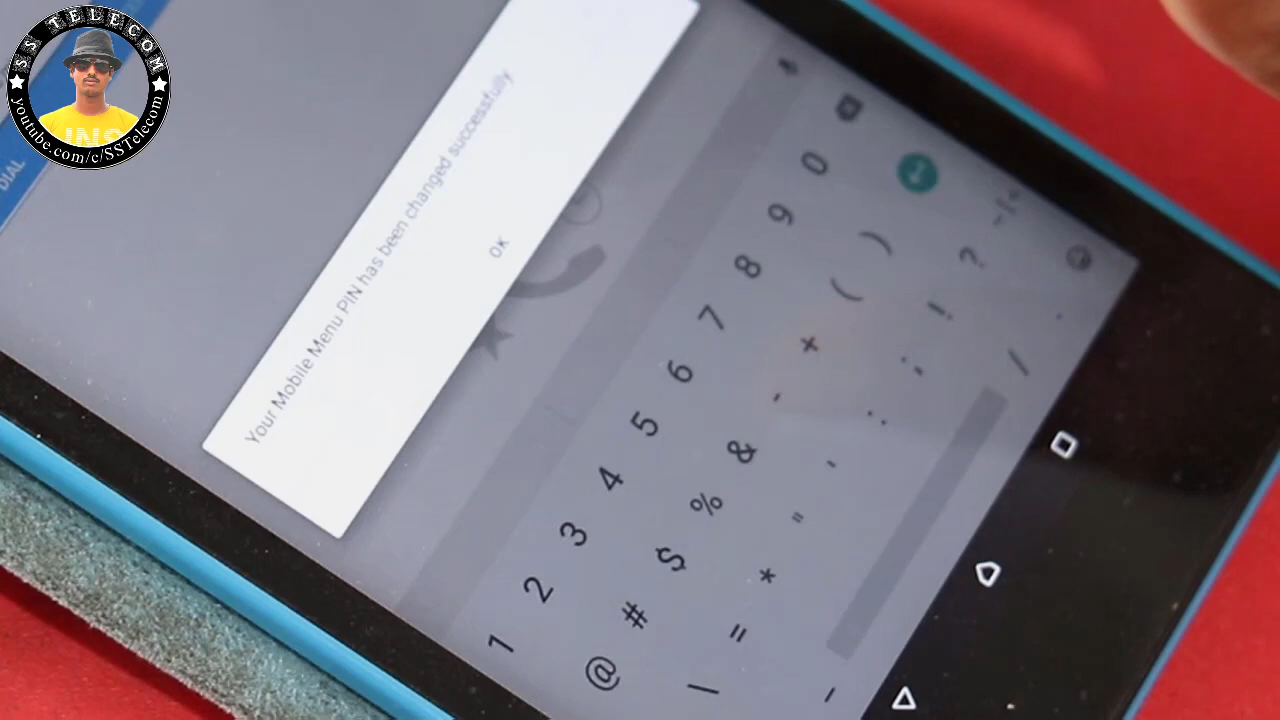 SS TELECOM
youtube.com/c/SSTelecom
DIAL
Your Mobile Menu PIN has been changed successfully
OK
1 2 3 4 5 6 7 8 9 0
@ # $ % & - + ( )
= * " ' : ; ! ?
_ /